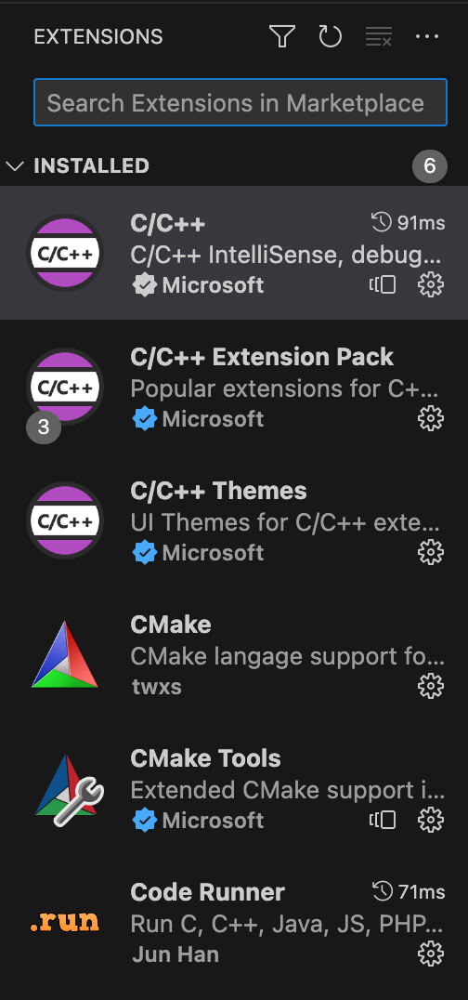 EXTENSIONS
Search Extensions in Marketplace
INSTALLED 6
C/C++ 91ms
C/C++
C/C++ IntelliSense, debug...
Microsoft
C/C++ Extension Pack
C/C++
Popular extensions for C+...
3 Microsoft
C/C++ Themes
C/C++
UI Themes for C/C++ exte...
Microsoft
CMake
CMake langage support fo...
twxs
CMake Tools
Extended CMake support i...
Microsoft
Code Runner 71ms
.run
Run C, C++, Java, JS, PHP...
Jun Han